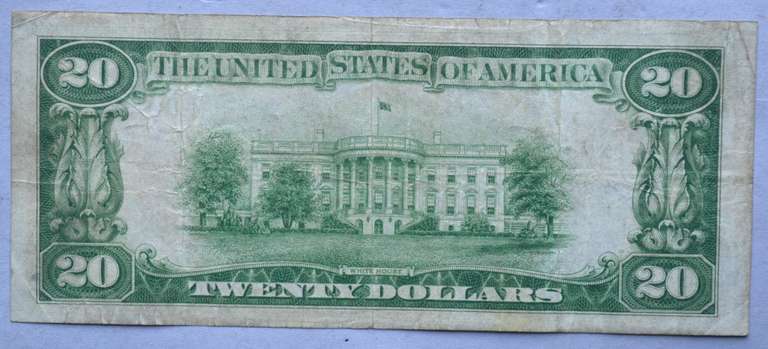 20 THE UNITED STATES OF AMERICA 20
WHITE HOUSE
20 TWENTY DOLLARS 20